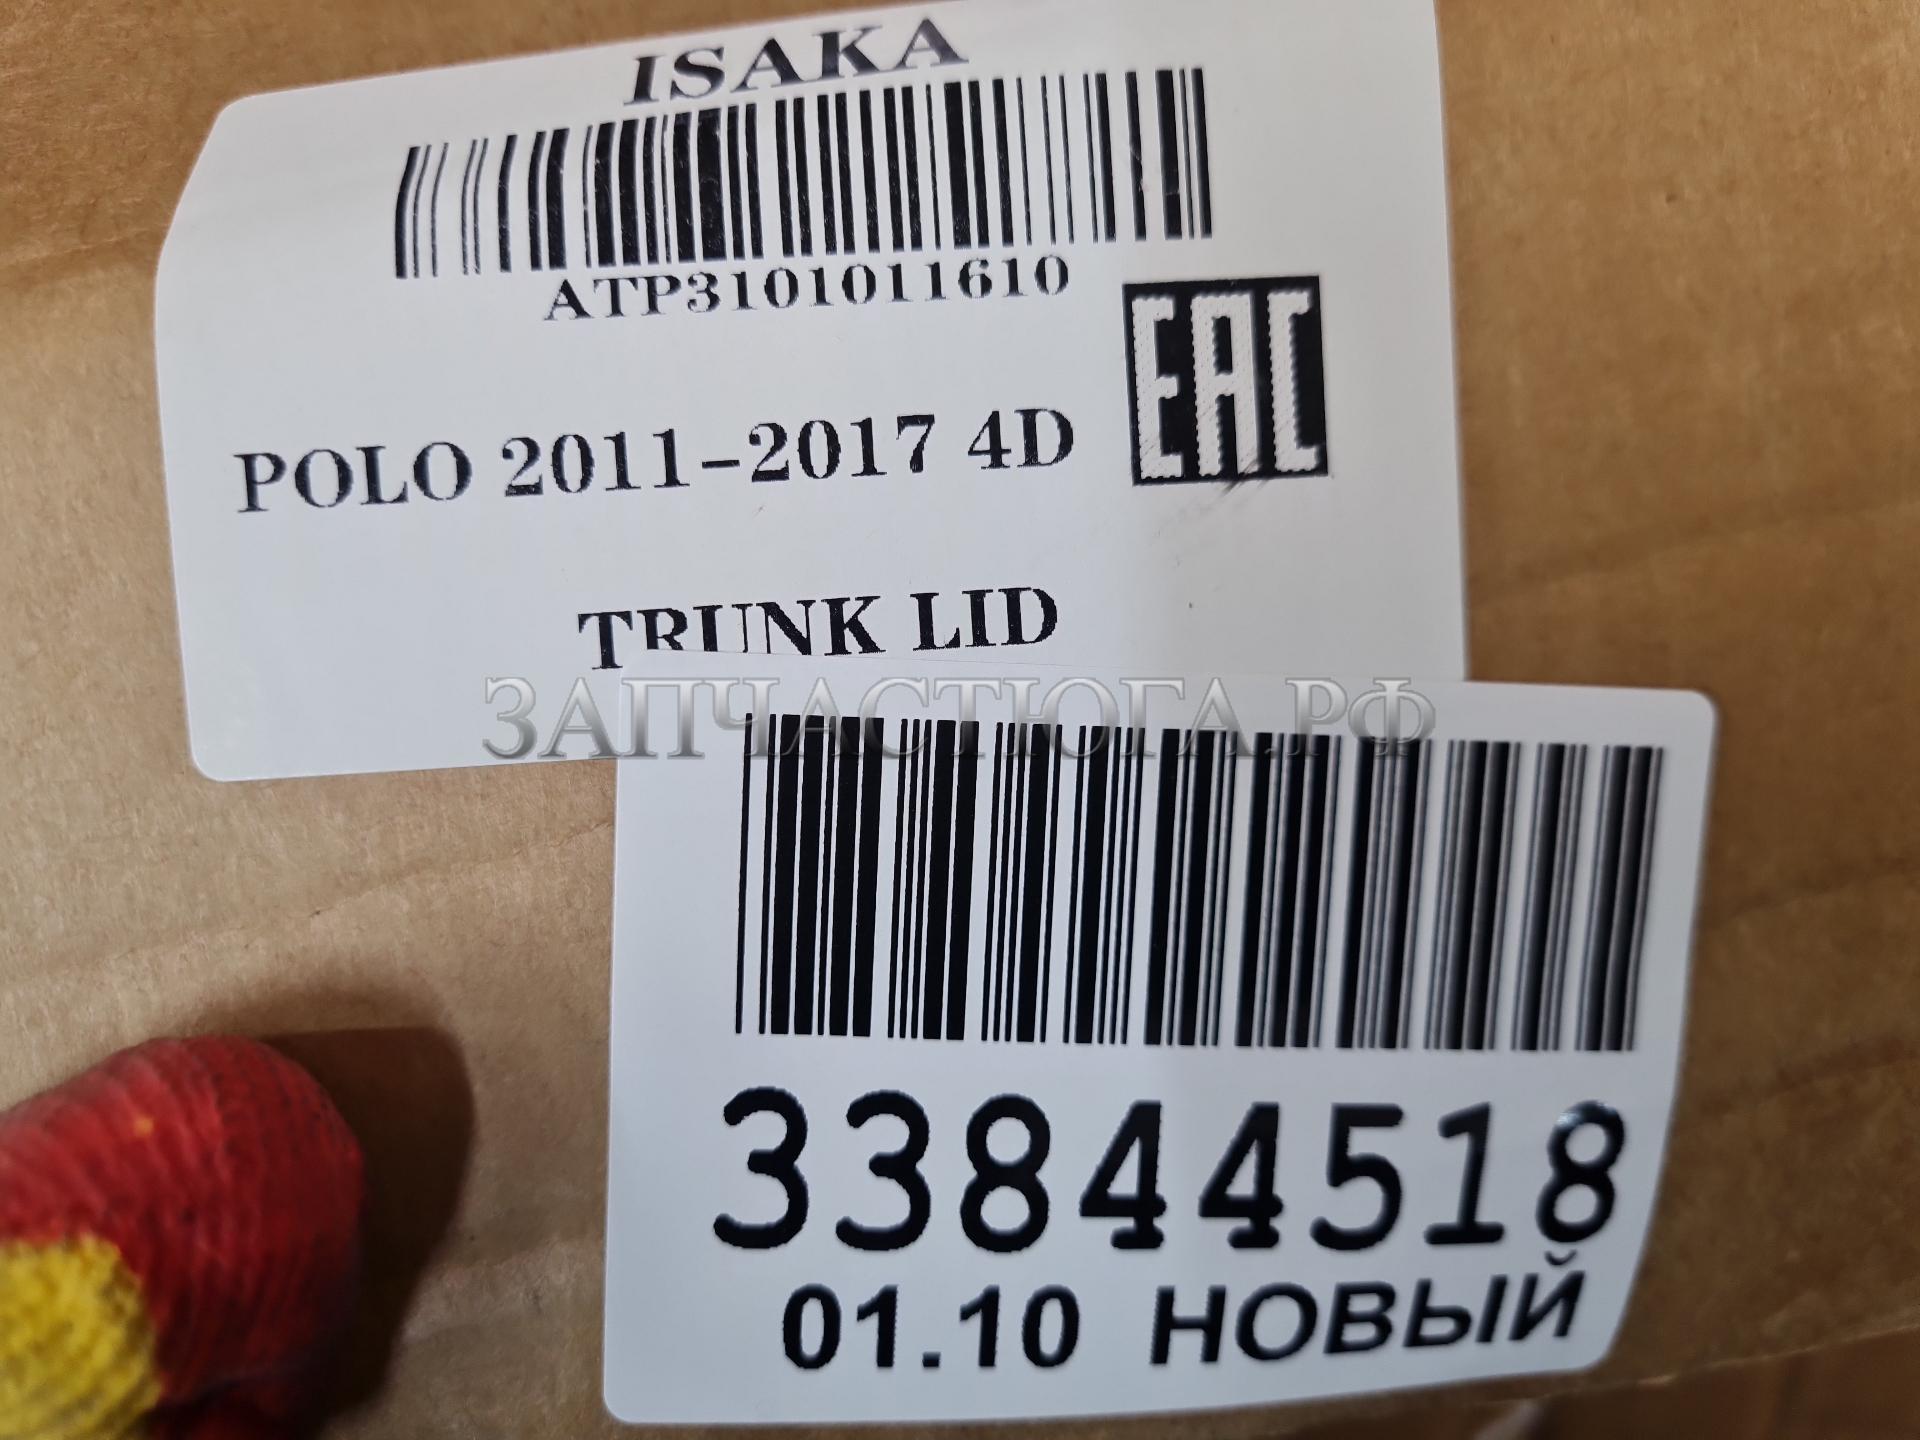 ISAKA
ATP3101011610
EAC
POLO 2011-2017 4D
TRUNK LID
ЗАПЧАСТЮГА.РФ
33844518
01.10 НОВЫЙ